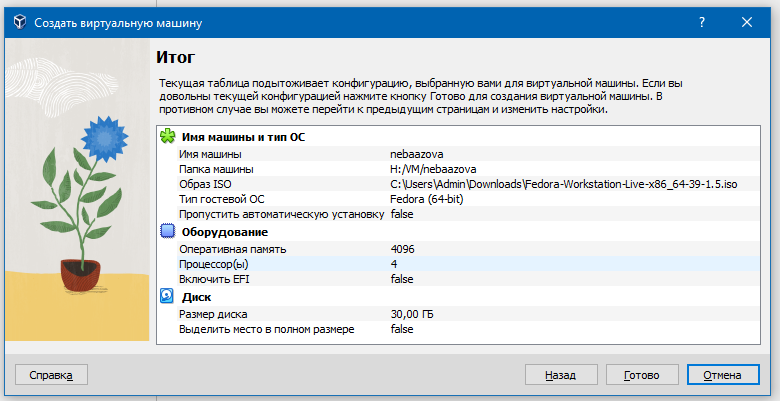 Создать виртуальную машину
Итог
Текущая таблица подытоживает конфигурацию, выбранную вами для виртуальной машины. Если вы
довольны текущей конфигурацией нажмите кнопку Готово для создания виртуальной машины. В
противном случае вы можете перейти к предыдущим страницам и изменить настройки.
Имя машины и тип ОС
Имя машины nebaazova
Папка машины H:/VM/nebaazova
Образ ISO C:\Users\Admin\Downloads\Fedora-Workstation-Live-x86_64-39-1.5.iso
Тип гостевой ОС Fedora (64-bit)
Пропустить автоматическую установку false
Оборудование
Оперативная память 4096
Процессор(ы) 4
Включить EFI false
Диск
Размер диска 30,00 ГБ
Выделить место в полном размере false
Справка Назад Готово Отмена